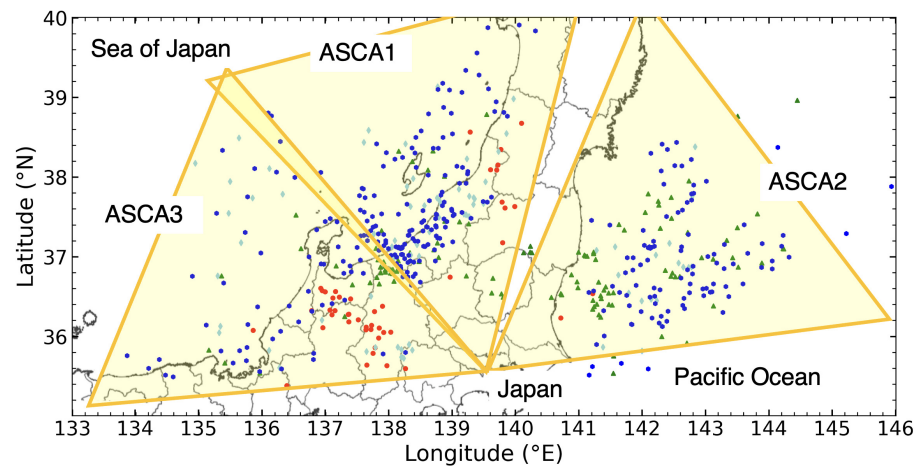 40
39
38
37
36
Latitude (°N)
Sea of Japan
ASCA1
ASCA2
ASCA3
Japan
Pacific Ocean
133 134 135 136 137 138 139 140 141 142 143 144 145 146
Longitude (°E)